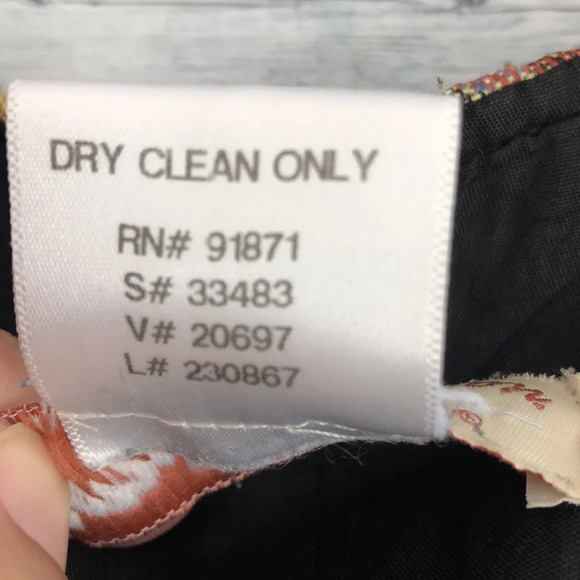 DRY CLEAN ONLY
RN# 91871
S# 33483
V# 20697
L# 230867
®